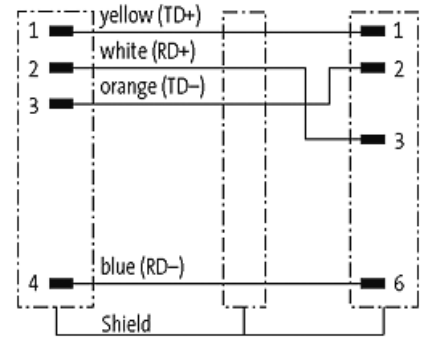 yellow (TD+)
1 1
white (RD+)
2 2
orange (TD–)
3
3
blue (RD–)
4 6
Shield